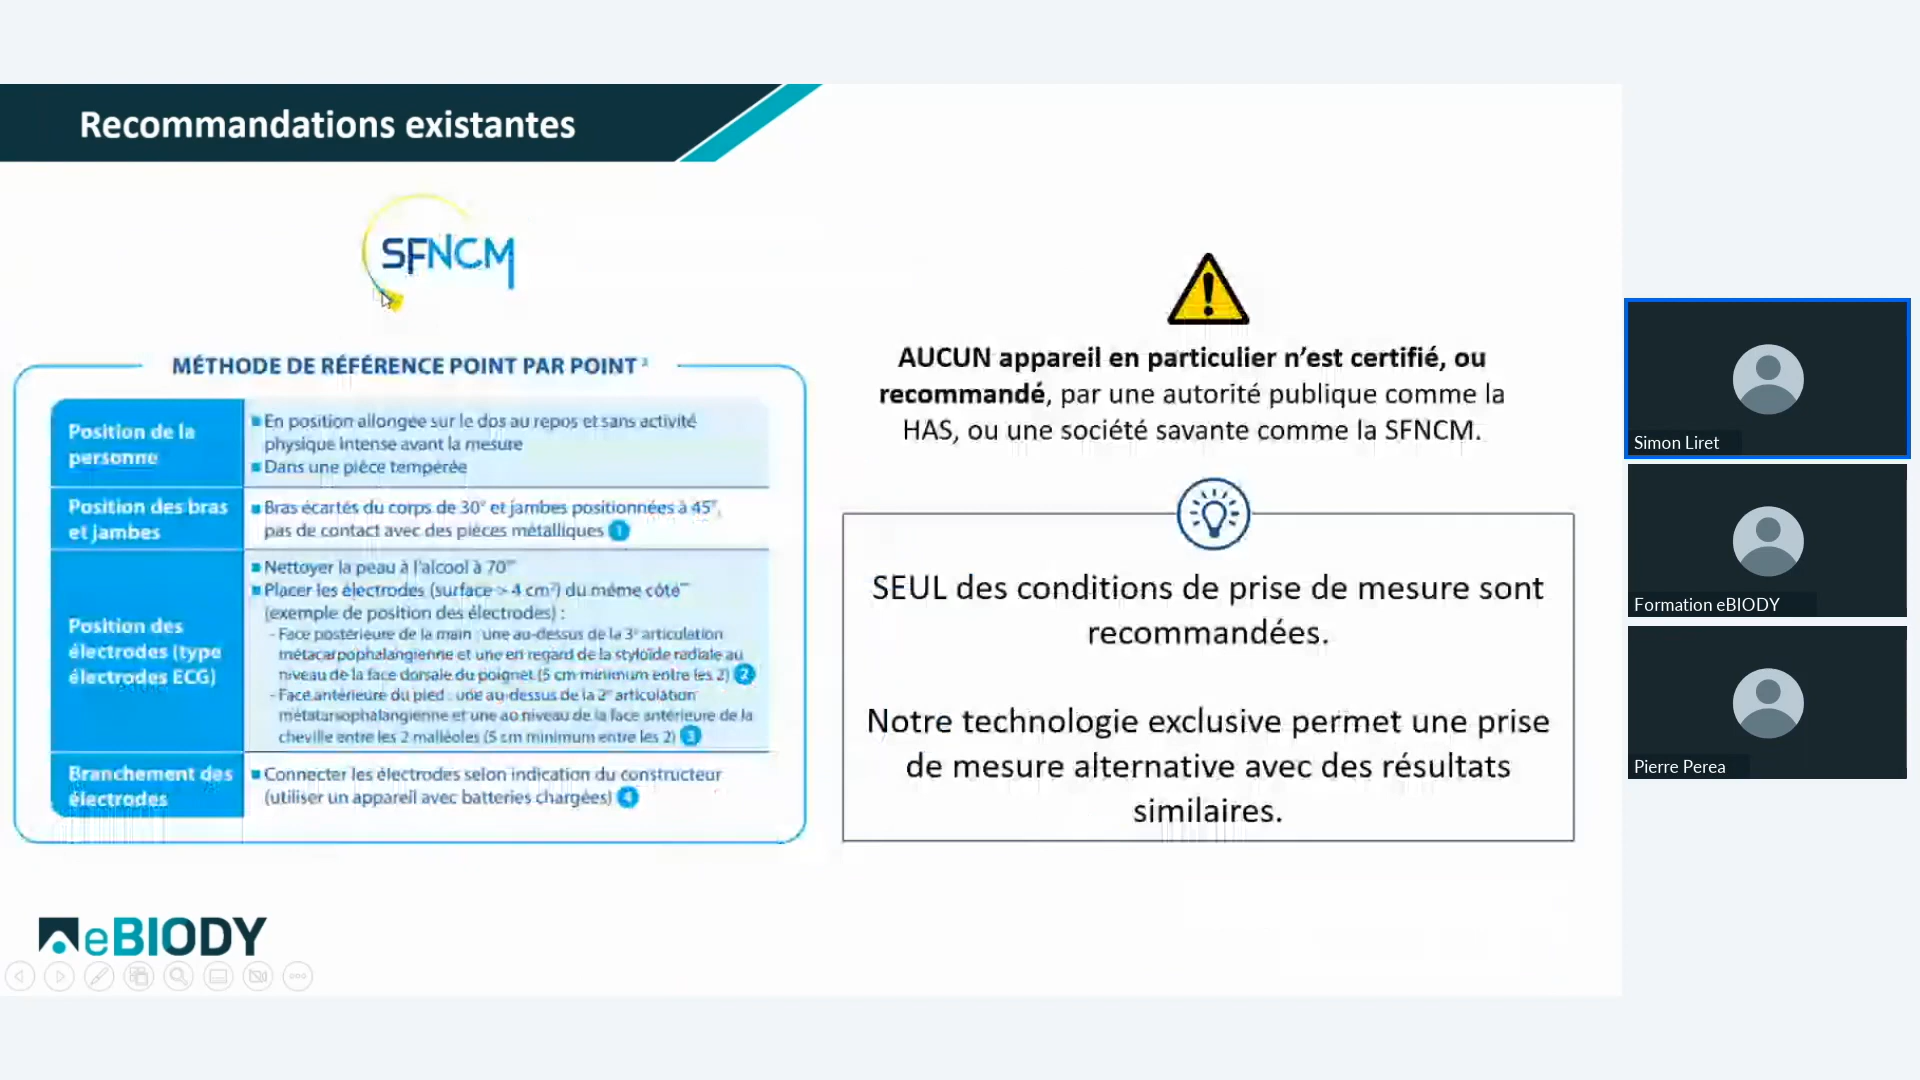 Recommandations existantes
SFNCM
MÉTHODE DE RÉFÉRENCE POINT PAR POINT ²
Position de la
personne
En position allongée sur le dos au repos et sans activité
physique intense avant la mesure
Dans une pièce tempérée
Position des bras
et jambes
Bras écartés du corps de 30° et jambes positionnées à 45°,
pas de contact avec des pièces métalliques 1
Position des
électrodes (type
électrodes ECG)
Nettoyer la peau à l'alcool à 70°
Placer les électrodes (surface > 4 cm²) du même côté
(exemple de position des électrodes) :
- Face postérieure de la main : une au-dessus de la 3e articulation
métacarpophalangienne et une en regard de la styloïde radiale au
niveau de la face dorsale du poignet (5 cm minimum entre les 2) 2
- Face antérieure du pied : une au-dessus de la 2e articulation
métatarsophalangienne et une au niveau de la face antérieure de la
cheville entre les 2 malléoles (5 cm minimum entre les 2) 3
Branchement des
électrodes
Connecter les électrodes selon indication du constructeur
(utiliser un appareil avec batteries chargées) 4
AUCUN appareil en particulier n'est certifié, ou
recommandé, par une autorité publique comme la
HAS, ou une société savante comme la SFNCM.
SEUL des conditions de prise de mesure sont
recommandées.
Notre technologie exclusive permet une prise
de mesure alternative avec des résultats
similaires.
eBIODY
Simon Liret
Formation eBIODY
Pierre Perea